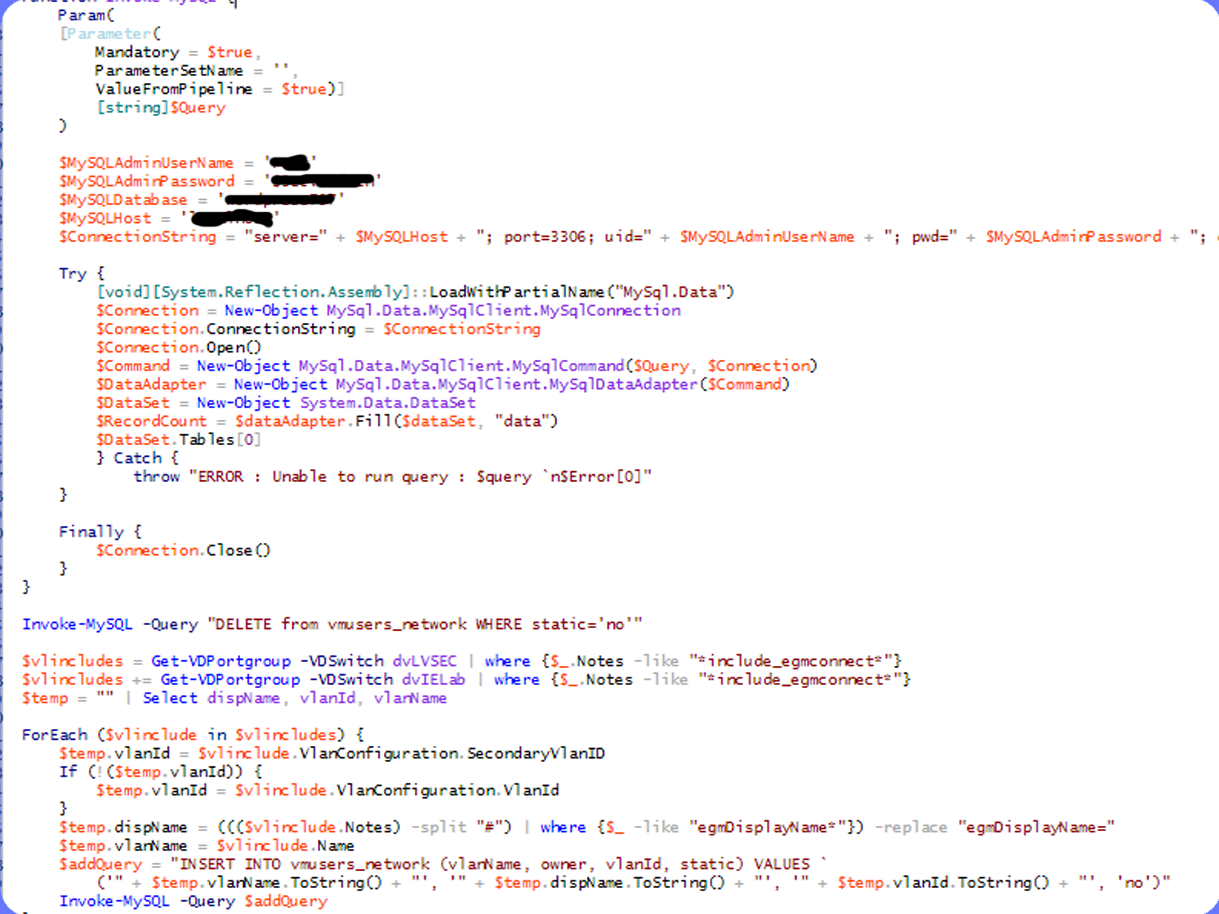 Function Invoke-MySQL {
Param(
[Parameter(
Mandatory = $true,
ParameterSetName = '',
ValueFromPipeline = $true)]
[string]$Query
)
$MySQLAdminUserName = ' '
$MySQLAdminPassword = ' '
$MySQLDatabase = ' '
$MySQLHost = ' '
$ConnectionString = "server=" + $MySQLHost + "; port=3306; uid=" + $MySQLAdminUserName + "; pwd=" + $MySQLAdminPassword + ";
Try {
[void][System.Reflection.Assembly]::LoadWithPartialName("MySql.Data")
$Connection = New-Object MySql.Data.MySqlClient.MySqlConnection
$Connection.ConnectionString = $ConnectionString
$Connection.Open()
$Command = New-Object MySql.Data.MySqlClient.MySqlCommand($Query, $Connection)
$DataAdapter = New-Object MySql.Data.MySqlClient.MySqlDataAdapter($Command)
$DataSet = New-Object System.Data.DataSet
$RecordCount = $dataAdapter.Fill($dataSet, "data")
$DataSet.Tables[0]
} Catch {
throw "ERROR : Unable to run query : $query `n$Error[0]"
}
Finally {
$Connection.Close()
}
}
Invoke-MySQL -Query "DELETE from vmusers_network WHERE static='no'"
$vlincludes = Get-VDPortgroup -VDSwitch dvLVSEC | where {$_.Notes -like "*include_egmconnect*"}
$vlincludes += Get-VDPortgroup -VDSwitch dvIELab | where {$_.Notes -like "*include_egmconnect*"}
$temp = "" | Select dispName, vlanId, vlanName
ForEach ($vlinclude in $vlincludes) {
$temp.vlanId = $vlinclude.VlanConfiguration.SecondaryVlanID
If (!($temp.vlanId)) {
$temp.vlanId = $vlinclude.VlanConfiguration.VlanId
}
$temp.dispName = ((($vlinclude.Notes) -split "#") | where {$_ -like "egmDisplayName*"}) -replace "egmDisplayName="
$temp.vlanName = $vlinclude.Name
$addQuery = "INSERT INTO vmusers_network (vlanName, owner, vlanId, static) VALUES `
('" + $temp.vlanName.ToString() + "', '" + $temp.dispName.ToString() + "', '" + $temp.vlanId.ToString() + "', 'no')"
Invoke-MySQL -Query $addQuery